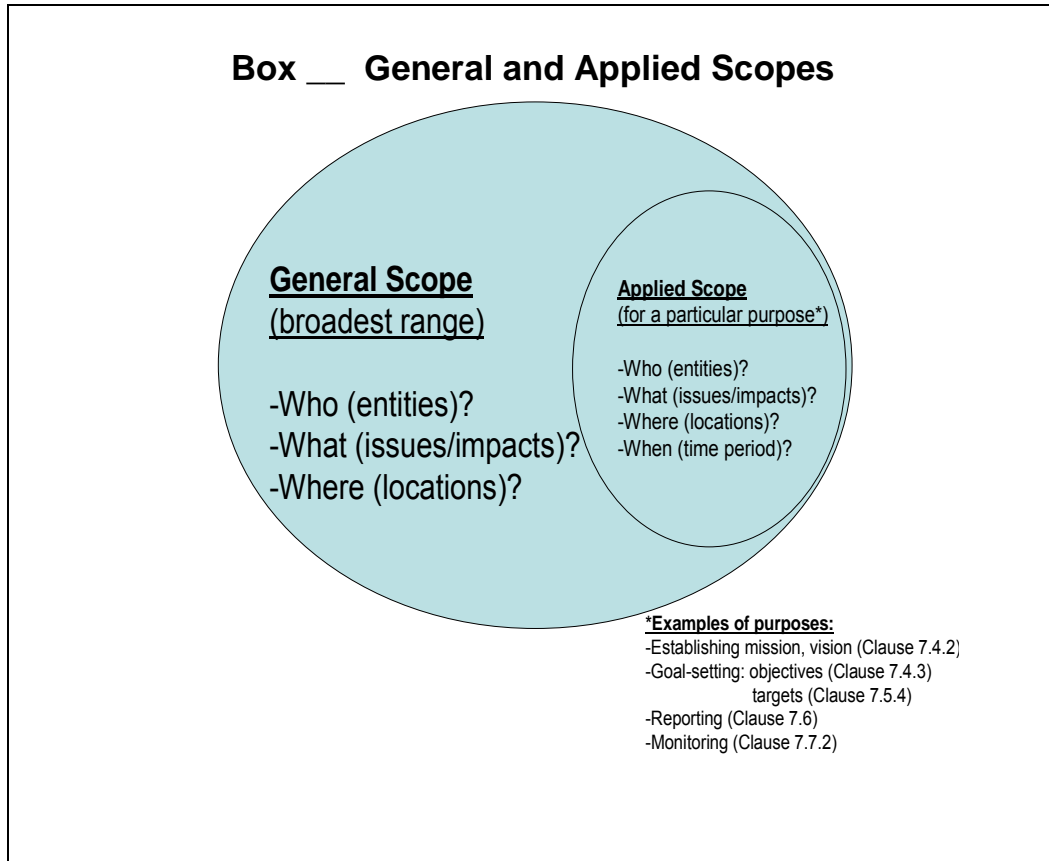 Box __ General and Applied Scopes
General Scope
(broadest range)
-Who (entities)?
-What (issues/impacts)?
-Where (locations)?
Applied Scope
(for a particular purpose*)
-Who (entities)?
-What (issues/impacts)?
-Where (locations)?
-When (time period)?
*Examples of purposes:
-Establishing mission, vision (Clause 7.4.2)
-Goal-setting: objectives (Clause 7.4.3)
targets (Clause 7.5.4)
-Reporting (Clause 7.6)
-Monitoring (Clause 7.7.2)